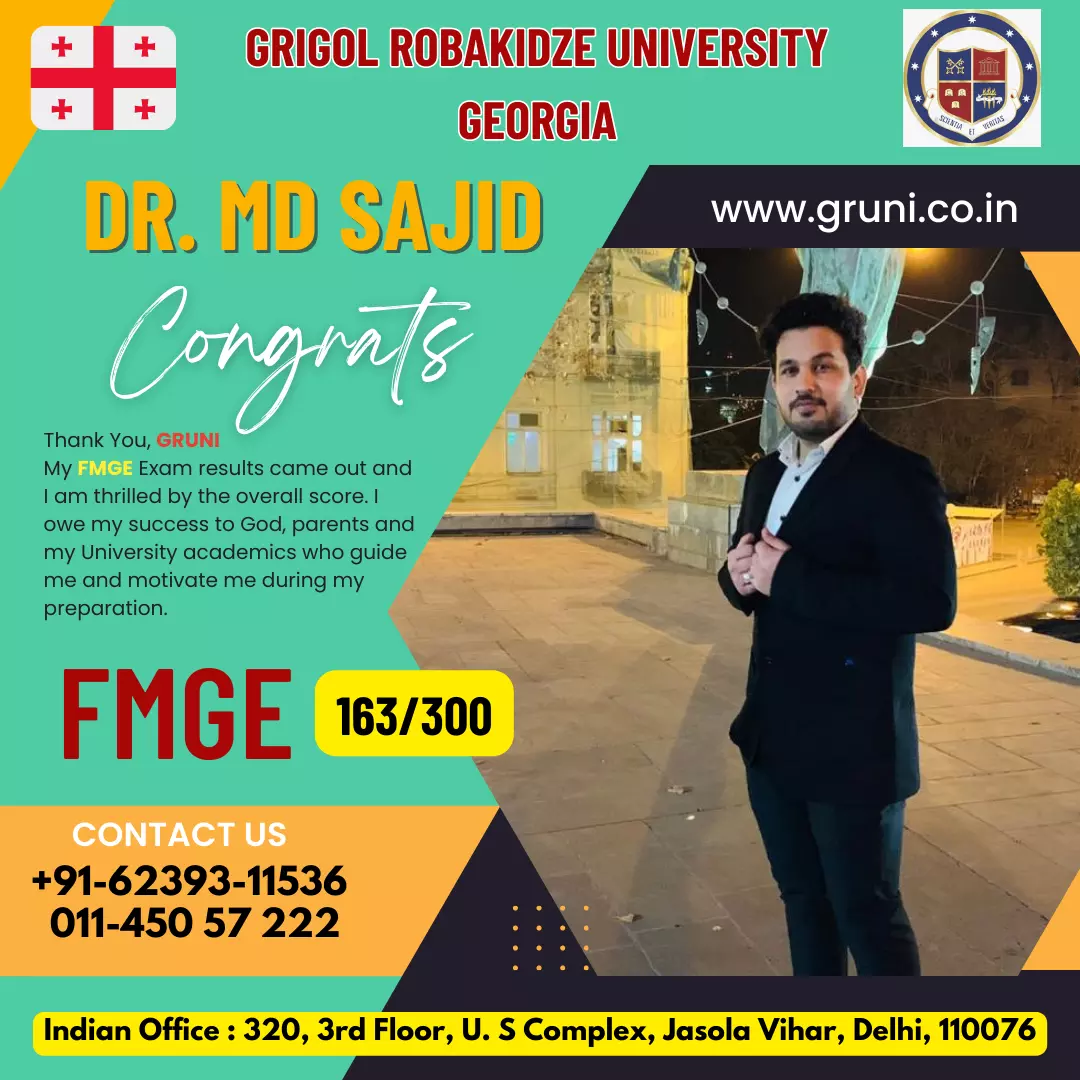 GRIGOL ROBAKIDZE UNIVERSITY
GEORGIA
SCIENTIA ET VERITAS
DR. MD SAJID
www.gruni.co.in
Congrats
Thank You, GRUNI
My FMGE Exam results came out and
I am thrilled by the overall score. I
owe my success to God, parents and
my University academics who guide
me and motivate me during my
preparation.
FMGE
163/300
CONTACT US
+91-62393-11536
011-450 57 222
Indian Office : 320, 3rd Floor, U. S Complex, Jasola Vihar, Delhi, 110076